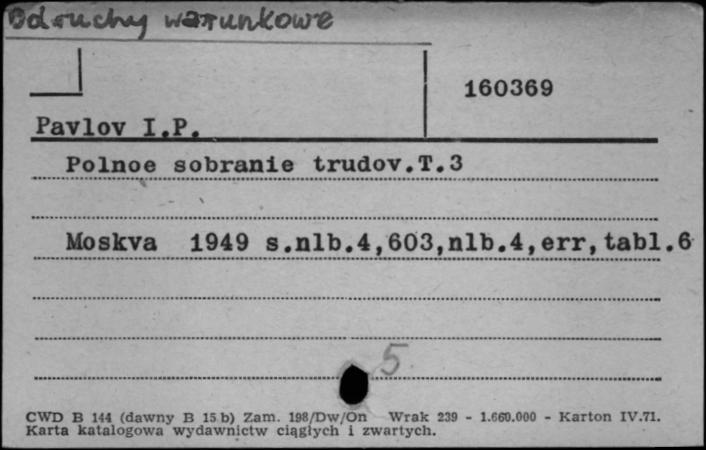 Odruchy warunkowe
160369
Pavlov I.P.
Polnoe sobranie trudov.T.3
Moskva 1949 s.nlb.4,603,nlb.4,err,tabl.6
5.
CWD B 144 (dawny B 15 b) Zam. 198/Dw/On Wrak 239 - 1.660.000 - Karton IV.71.
Karta katalogowa wydawnictw ciągłych i zwartych.